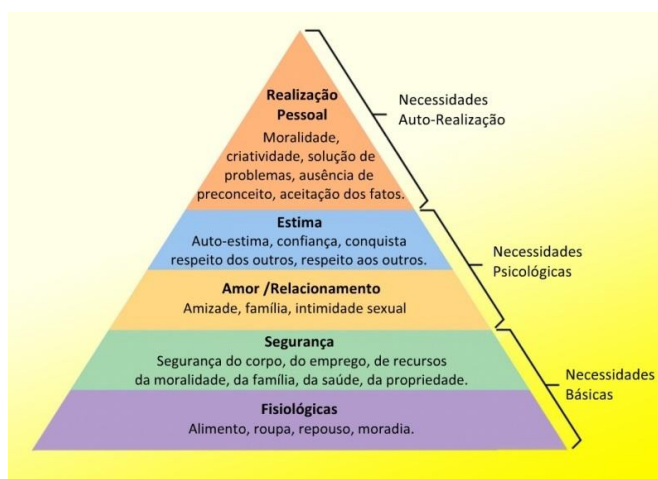 Realização
Pessoal
Moralidade,
criatividade, solução de
problemas, ausência de
preconceito, aceitação dos fatos.
Necessidades
Auto-Realização
Estima
Auto-estima, confiança, conquista
respeito dos outros, respeito aos outros.
Amor /Relacionamento
Amizade, família, intimidade sexual
Necessidades
Psicológicas
Segurança
Segurança do corpo, do emprego, de recursos
da moralidade, da família, da saúde, da propriedade.
Fisiológicas
Alimento, roupa, repouso, moradia.
Necessidades
Básicas